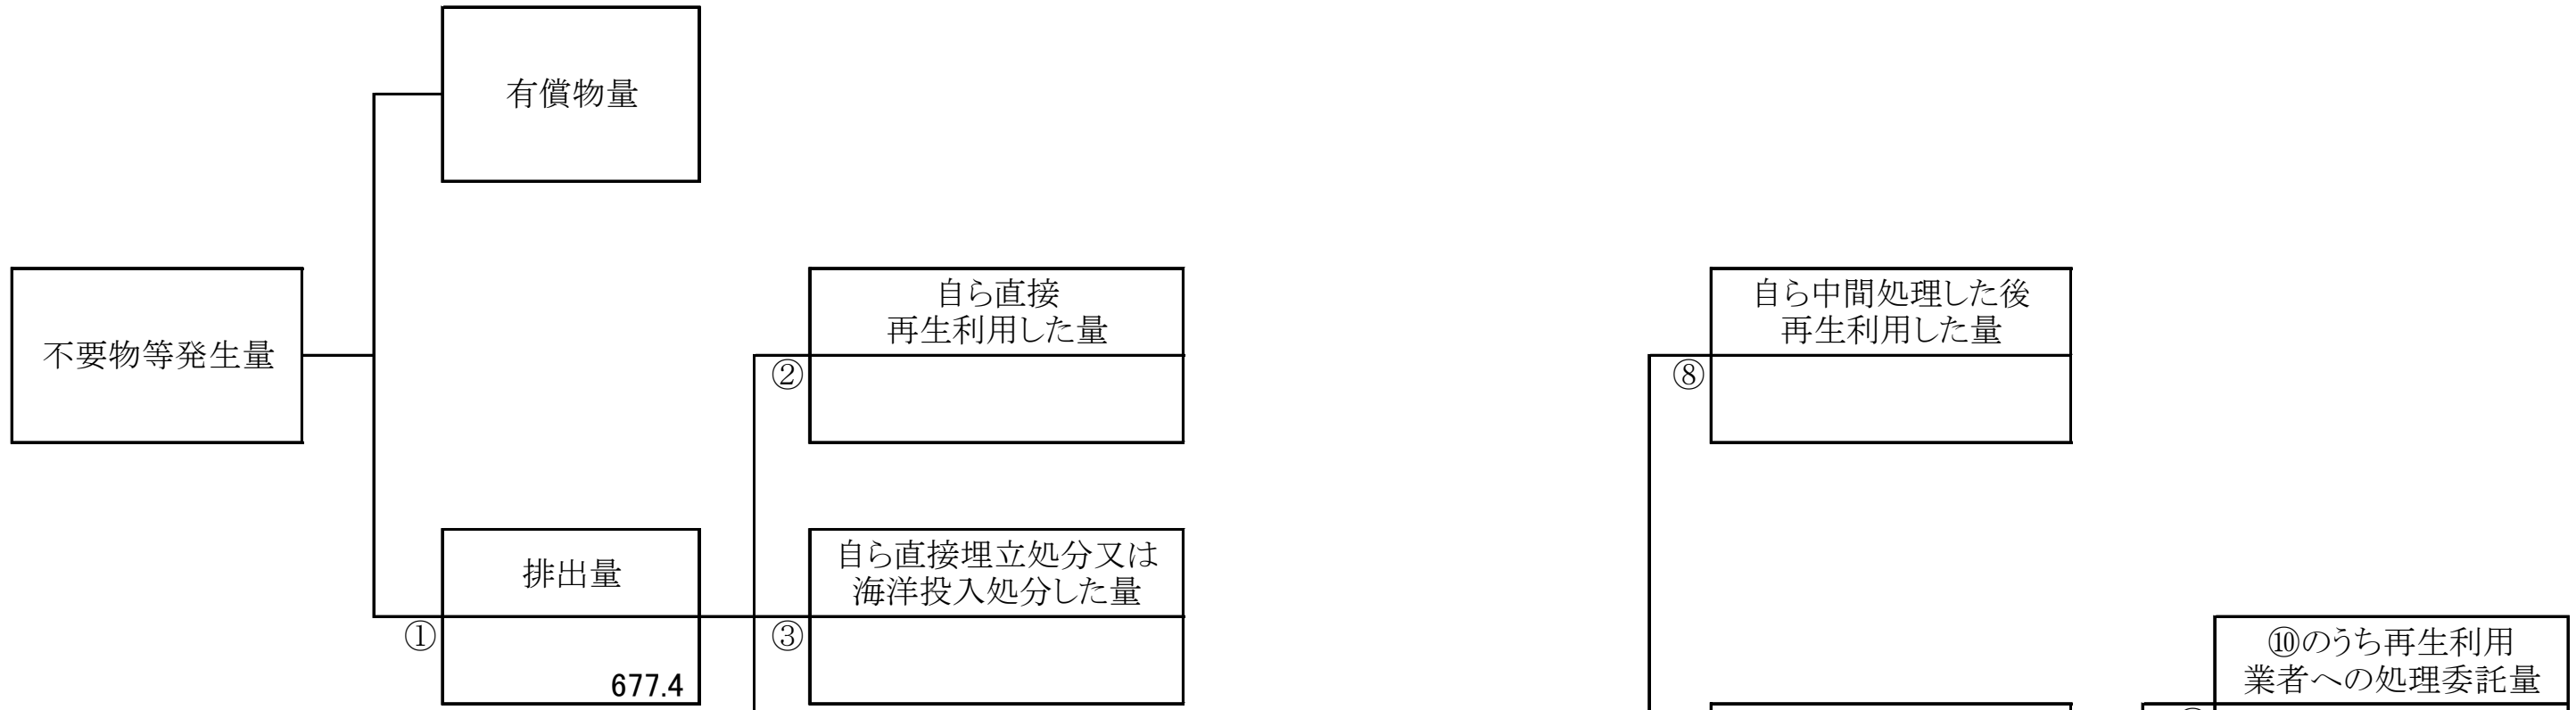 有償物量
不要物等発生量
自ら直接
再生利用した量
②
自ら中間処理した後
再生利用した量
⑧
排出量
①
677.4
自ら直接埋立処分又は
海洋投入処分した量
③
⑩のうち再生利用
業者への処理委託量